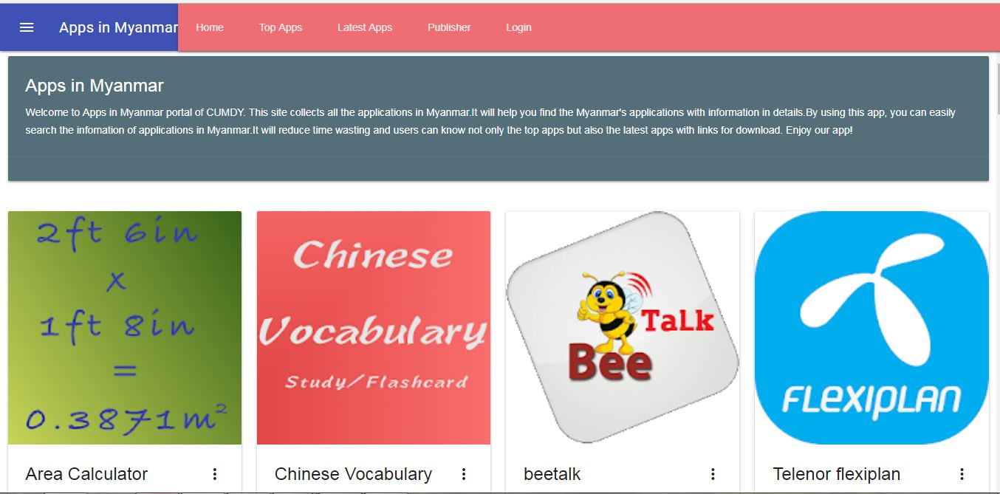 Apps in Myanmar
Home
Top Apps
Latest Apps
Publisher
Login
Apps in Myanmar
Welcome to Apps in Myanmar portal of CUMDY. This site collects all the applications in Myanmar.It will help you find the Myanmar's applications with information in details.By using this app, you can easily
search the infomation of applications in Myanmar.It will reduce time wasting and users can know not only the top apps but also the latest apps with links for download. Enjoy our app!
2ft 6in
x
1ft 8in
=
0.3871m²
Chinese
Vocabulary
Study/Flashcard
TaLk
Bee
FLEXIPLAN
Area Calculator
Chinese Vocabulary
beetalk
Telenor flexiplan